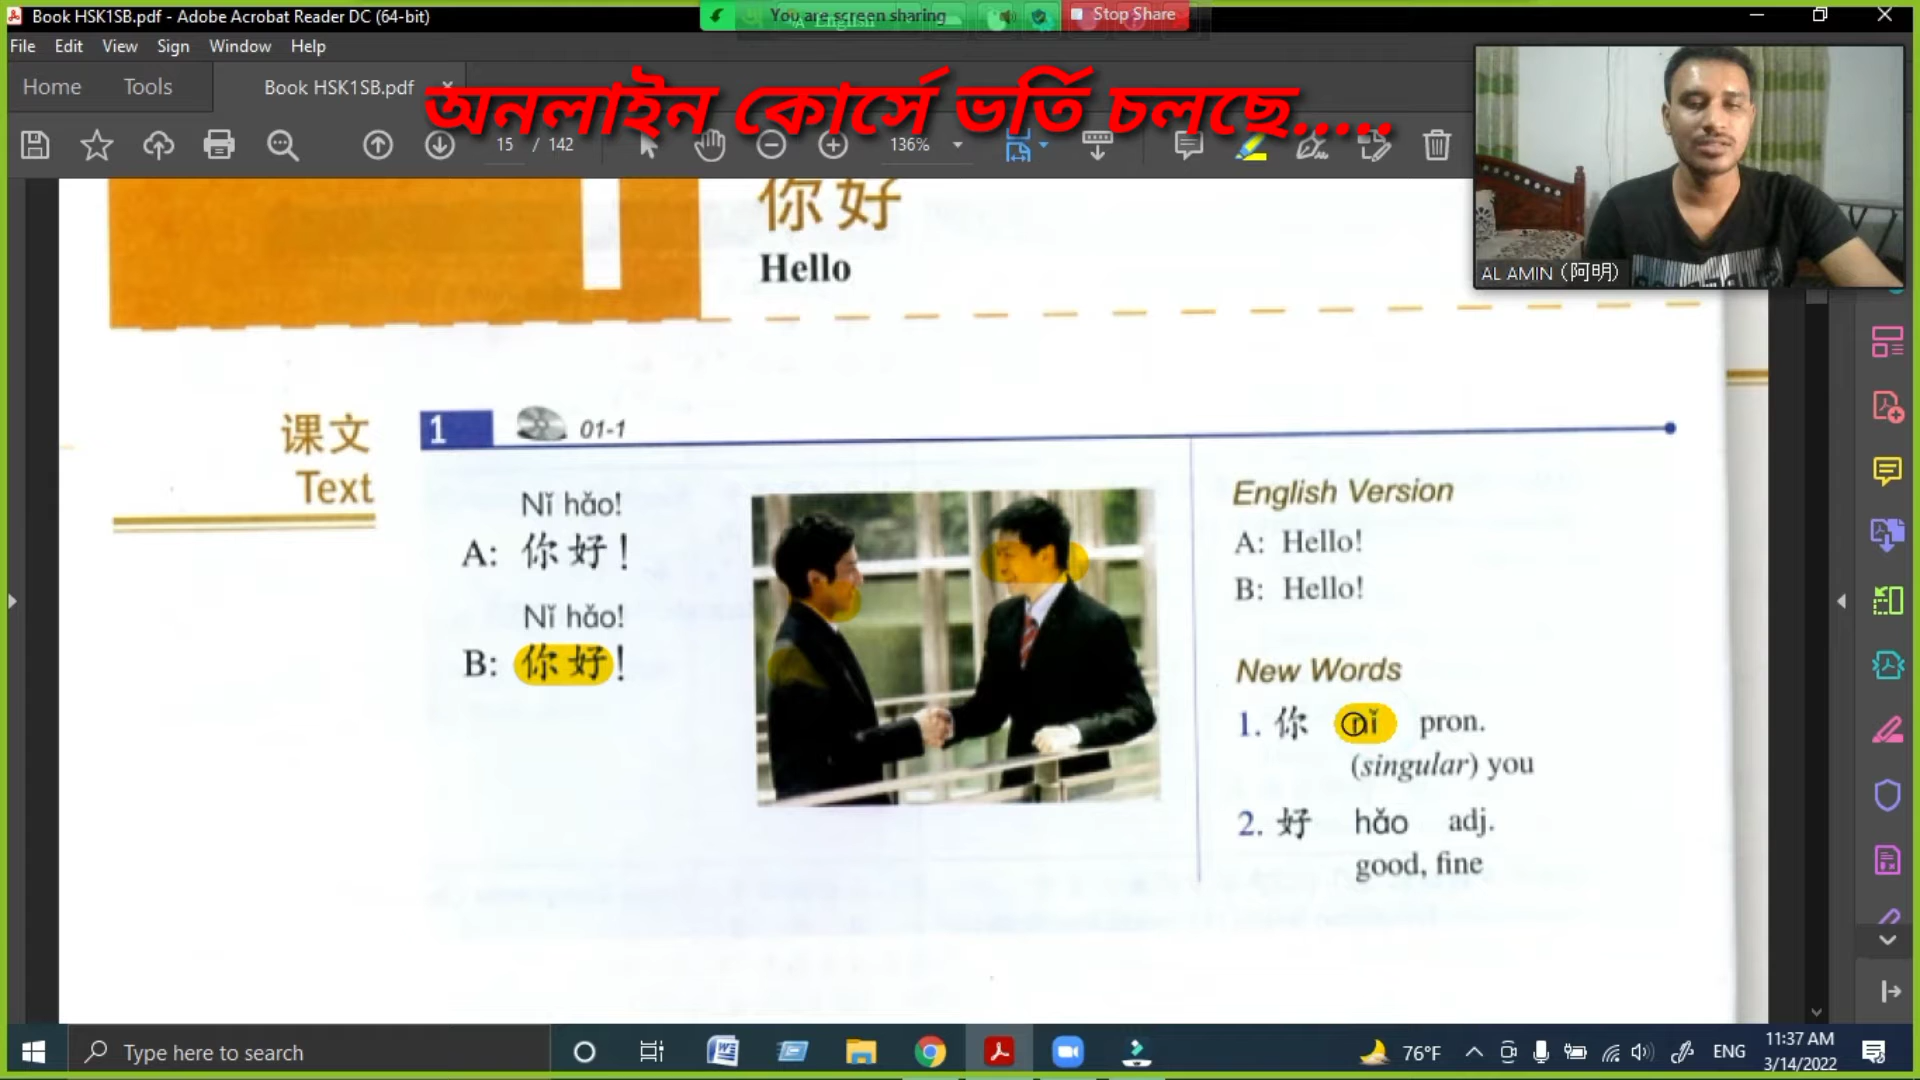 Book HSK1SB.pdf - Adobe Acrobat Reader DC (64-bit)
You are screen sharing
English
Stop Share
File Edit View Sign Window Help
Home Tools Book HSK1SB.pdf ×
অনলাইন কোর্সে ভর্তি চলছে.....
15 / 142
136%
AL AMIN (阿明)
你好
Hello
课文
Text
1 01-1
Nǐ hǎo!
A: 你好!
Nǐ hǎo!
B: 你好!
English Version
A: Hello!
B: Hello!
New Words
1. 你 nǐ pron.
(singular) you
2. 好 hǎo adj.
good, fine
Type here to search
76°F
ENG
11:37 AM
3/14/2022